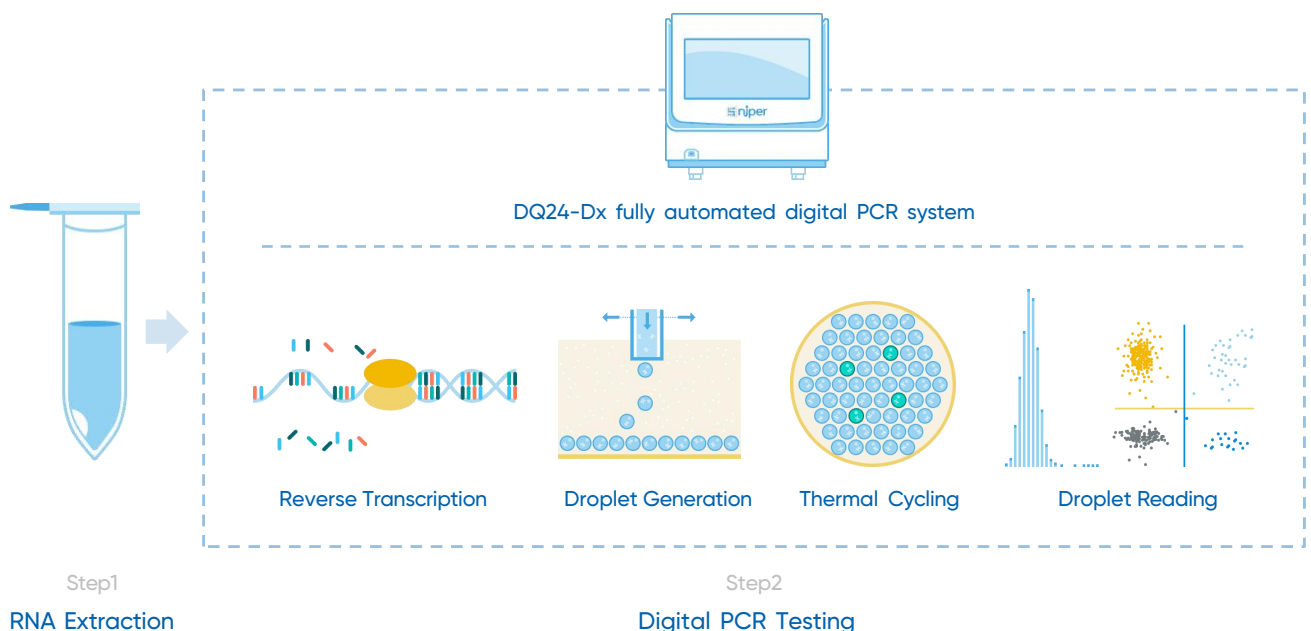 Sniper
DQ24-Dx fully automated digital PCR system
Reverse Transcription
Droplet Generation
Thermal Cycling
Droplet Reading
Step1
Step2
RNA Extraction
Digital PCR Testing